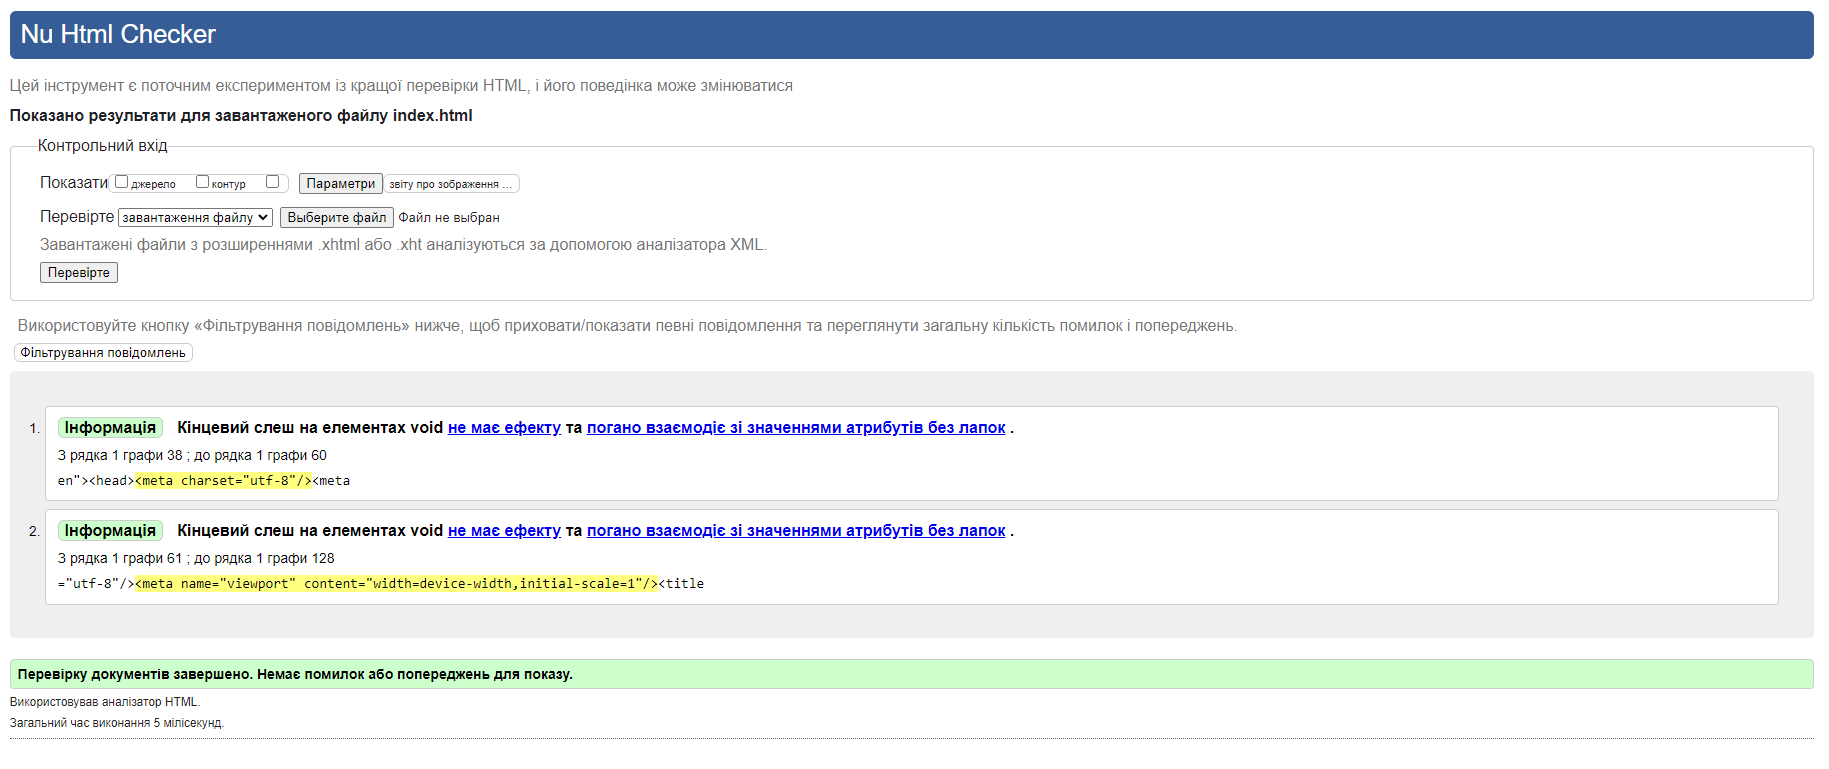 Nu Html Checker
Цей інструмент є поточним експериментом із кращої перевірки HTML, і його поведінка може змінюватися
Показано результати для завантаженого файлу index.html
Контрольний вхід
Показати джерело контур Параметри звіту про зображення ...
Перевірте завантаження файлу Выберите файл Файл не выбран
Завантажені файли з розширеннями .xhtml або .xht аналізуються за допомогою аналізатора XML.
Перевірте
Використовуйте кнопку «Фільтрування повідомлень» нижче, щоб приховати/показати певні повідомлення та переглянути загальну кількість помилок і попереджень.
Фільтрування повідомлень
1. Інформація Кінцевий слеш на елементах void не має ефекту та погано взаємодіє зі значеннями атрибутів без лапок .
З рядка 1 графи 38 ; до рядка 1 графи 60
en"><head><meta charset="utf-8"/><meta
2. Інформація Кінцевий слеш на елементах void не має ефекту та погано взаємодіє зі значеннями атрибутів без лапок .
З рядка 1 графи 61 ; до рядка 1 графи 128
="utf-8"/><meta name="viewport" content="width=device-width,initial-scale=1"/><title
Перевірку документів завершено. Немає помилок або попереджень для показу.
Використовував аналізатор HTML.
Загальний час виконання 5 мілісекунд.